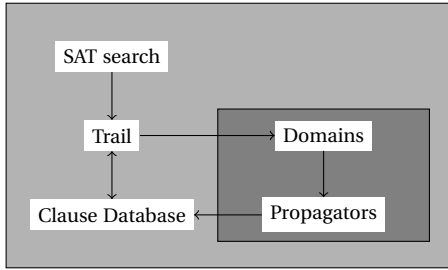 SAT search
Trail
Domains
Clause Database
Propagators